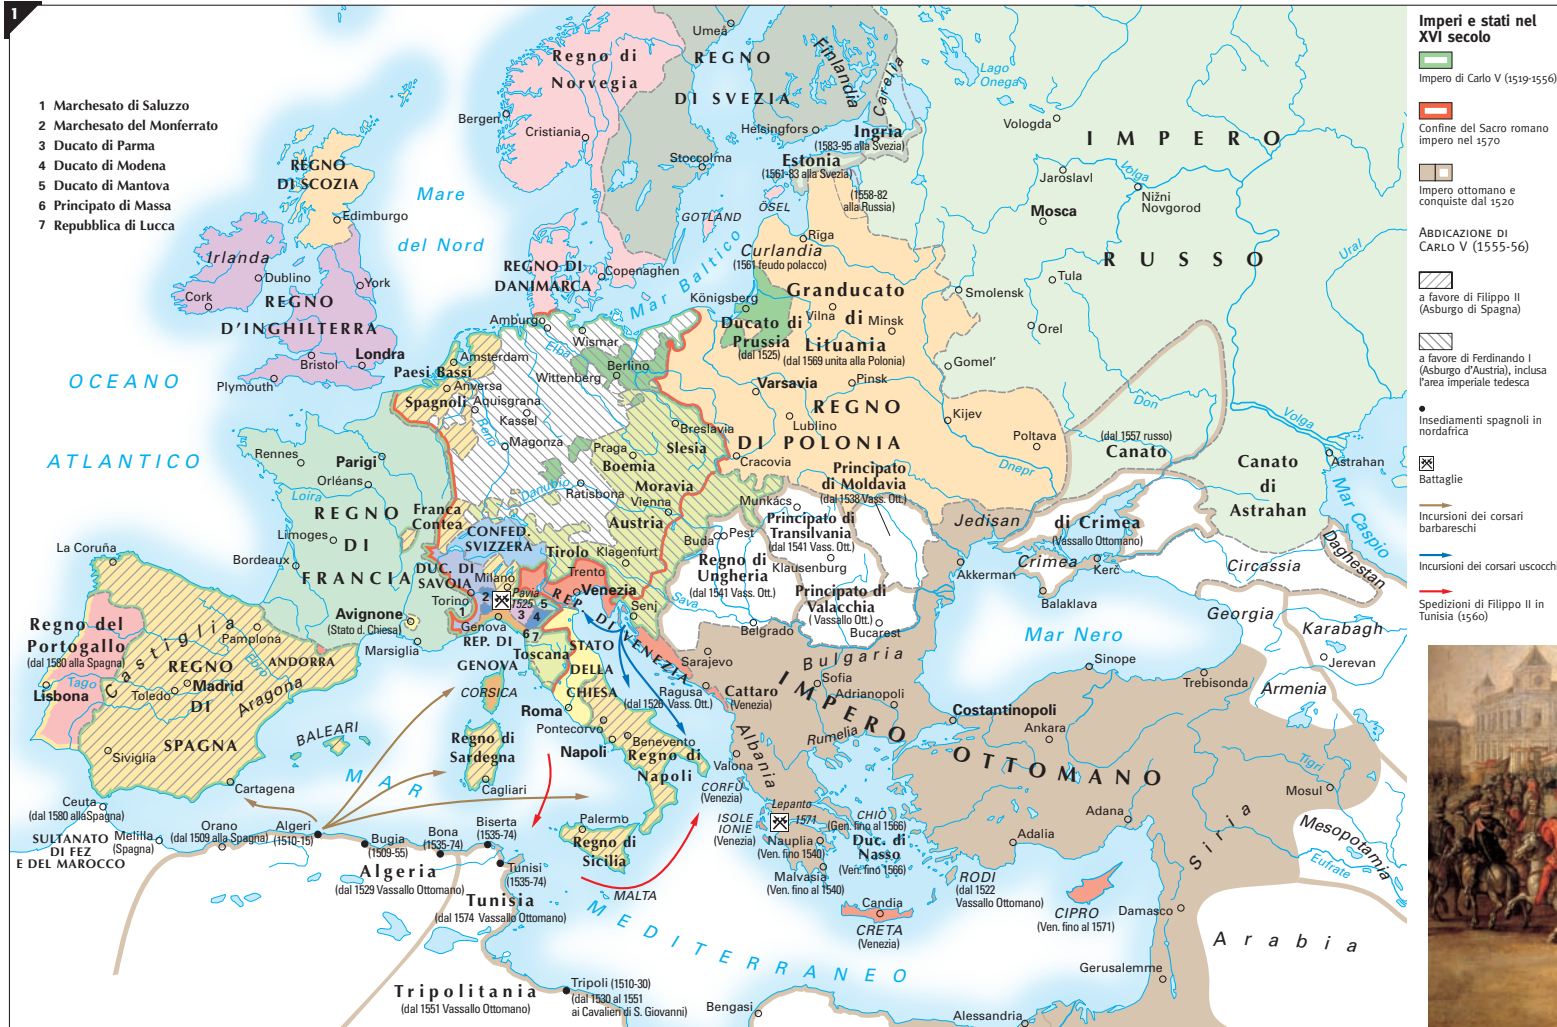 1
Imperi e stati nel
XVI secolo
Impero di Carlo V (1519-1556)
Confine del Sacro romano
impero nel 1570
Impero ottomano e
conquiste dal 1520
ABDICAZIONE DI
CARLO V (1555-56)
a favore di Filippo II
(Asburgo di Spagna)
a favore di Ferdinando I
(Asburgo d'Austria), inclusa
l'area imperiale tedesca
Insediamenti spagnoli in
nordafrica
Battaglie
Incursioni dei corsari
barbareschi
Incursioni dei corsari uscocchi
Spedizioni di Filippo II in
Tunisia (1560)
1 Marchesato di Saluzzo
2 Marchesato del Monferrato
3 Ducato di Parma
4 Ducato di Modena
5 Ducato di Mantova
6 Principato di Massa
7 Repubblica di Lucca
Regno di
Norvegia
Bergen
Cristiania
Umeå
REGNO
DI SVEZIA
Finlandia
Carelia
Lago
Onega
Helsingfors
Ingria
(1583-95 alla Svezia)
Stoccolma
Estonia
(1561-83 alla Svezia)
(1558-82
alla Russia)
GOTLAND
ÖSEL
Riga
Curlandia
(1561 feudo polacco)
Vologda
IMPERO
RUSSO
Jaroslavl
Volga
Nižni
Novgorod
Mosca
Tula
Ural
Smolensk
Orel
Gomel'
REGNO
DI SCOZIA
Edimburgo
Mare
del Nord
Irlanda
Dublino
Cork
REGNO
D'INGHILTERRA
York
Bristol
Londra
Plymouth
REGNO DI
DANIMARCA
Copenaghen
Mar Baltico
Königsberg
Ducato di
Prussia
(dal 1525)
Granducato
di
Lituania
(dal 1569 unita alla Polonia)
Vilna
Minsk
Amburgo
Wismar
Elba
Berlino
Wittenberg
Amsterdam
Paesi Bassi
Spagnoli
Anversa
Aquisgrana
Kassel
Reno
Magonza
Varsavia
Pinsk
REGNO
DI POLONIA
Lublino
Cracovia
Kijev
Poltava
Dnepr
Don
Volga
OCEANO
ATLANTICO
Breslavia
Slesia
Praga
Boemia
Moravia
Ratisbona
Danubio
Vienna
Austria
Rennes
Parigi
Orléans
Loira
REGNO
DI
FRANCIA
Limoges
Bordeaux
Franca
Contea
CONFED.
SVIZZERA
Tirolo
Klagenfurt
Trento
DUC. DI
SAVOIA
Milano
Torino
1
2
Pavia
1525
3
4
5
6
7
Venezia
REP. DI VENEZIA
Senj
Genova
REP. DI
GENOVA
Toscana
STATO
DELLA
CHIESA
Avignone
(Stato d. Chiesa)
Marsiglia
Munkács
Buda
Pest
Regno di
Ungheria
(dal 1541 Vass. Ott.)
Principato di
Transilvania
(dal 1541 Vass. Ott.)
Klausenburg
Principato
di Moldavia
(dal 1538 Vass. Ott.)
Principato di
Valacchia
(Vassallo Ott.)
Bucarest
Sava
Belgrado
Jedisan
Akkerman
(dal 1557 russo)
Canato
di Crimea
(Vassallo Ottomano)
Crimea
Kerč
Balaklava
Canato
di
Astrahan
Astrahan
Mar Caspio
Circassia
Daghestan
Georgia
Karabagh
Jerevan
Armenia
Mar Nero
Sinope
Trebisonda
La Coruña
Regno del
Portogallo
(dal 1580 alla Spagna)
Lisbona
Tago
Castiglia
Pamplona
REGNO
DI
SPAGNA
Ebro
ANDORRA
Madrid
Toledo
Aragona
Siviglia
Cartagena
BALEARI
CORSICA
Regno di
Sardegna
Cagliari
Roma
Pontecorvo
Napoli
Benevento
Regno di
Napoli
Palermo
Regno di
Sicilia
MALTA
Sarajevo
Ragusa
(dal 1526 Vass. Ott.)
Cattaro
(Venezia)
Bulgaria
Sofia
Adrianopoli
Rumelia
IMPERO
OTTOMANO
Albania
Valona
CORFÙ
(Venezia)
ISOLE
IONIE
(Venezia)
Lepanto
1571
Nauplia
(Ven. fino 1540)
Malvasia
(Ven. fino al 1540)
CHIO
(Gen. fino al 1566)
Duc. di
Nasso
(Ven. fino 1566)
Costantinopoli
Ankara
Adalia
Adana
RODI
(dal 1522
Vassallo Ottomano)
Candia
CRETA
(Venezia)
CIPRO
(Ven. fino al 1571)
Siria
Tigri
Mosul
Mesopotamia
Eufrate
Damasco
Arabia
Gerusalemme
Alessandria
Bengasi
MAR
MEDITERRANEO
Ceuta
(dal 1580 alla Spagna)
SULTANATO
DI FEZ
E DEL MAROCCO
Melilla
(Spagna)
Orano
(dal 1509 alla Spagna)
Algeri
(1510-15)
Bugia
(1509-55)
Bona
(1535-74)
Biserta
(1535-74)
Tunisi
(1535-74)
Algeria
(dal 1529 Vassallo Ottomano)
Tunisia
(dal 1574 Vassallo Ottomano)
Tripolitania
(dal 1551 Vassallo Ottomano)
Tripoli (1510-30)
(dal 1530 al 1551
ai Cavalieri di S. Giovanni)